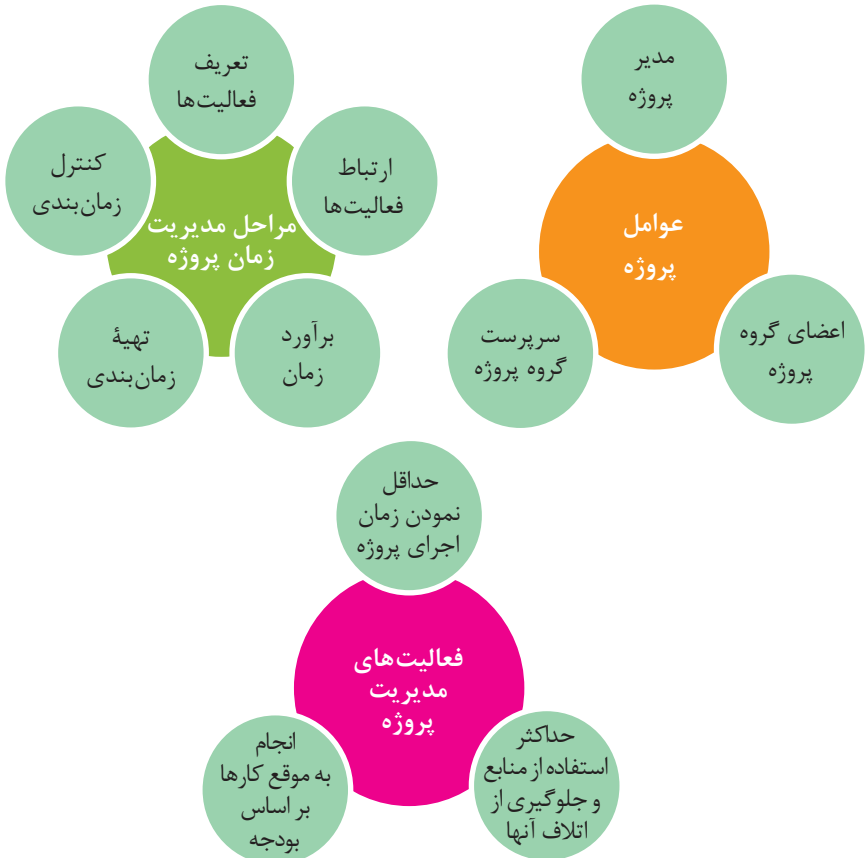 عوامل
پروژه
مدیر
پروژه
اعضای گروه
پروژه
سرپرست
گروه پروژه
مراحل مدیریت
زمان پروژه
تعریف
فعالیت‌ها
ارتباط
فعالیت‌ها
برآورد
زمان
تهیۀ
زمان‌بندی
کنترل
زمان‌بندی
فعالیت‌های
مدیریت
پروژه
حداقل
نمودن زمان
اجرای پروژه
حداکثر
استفاده از منابع
و جلوگیری از
اتلاف آنها
انجام
به موقع کارها
بر اساس
بودجه